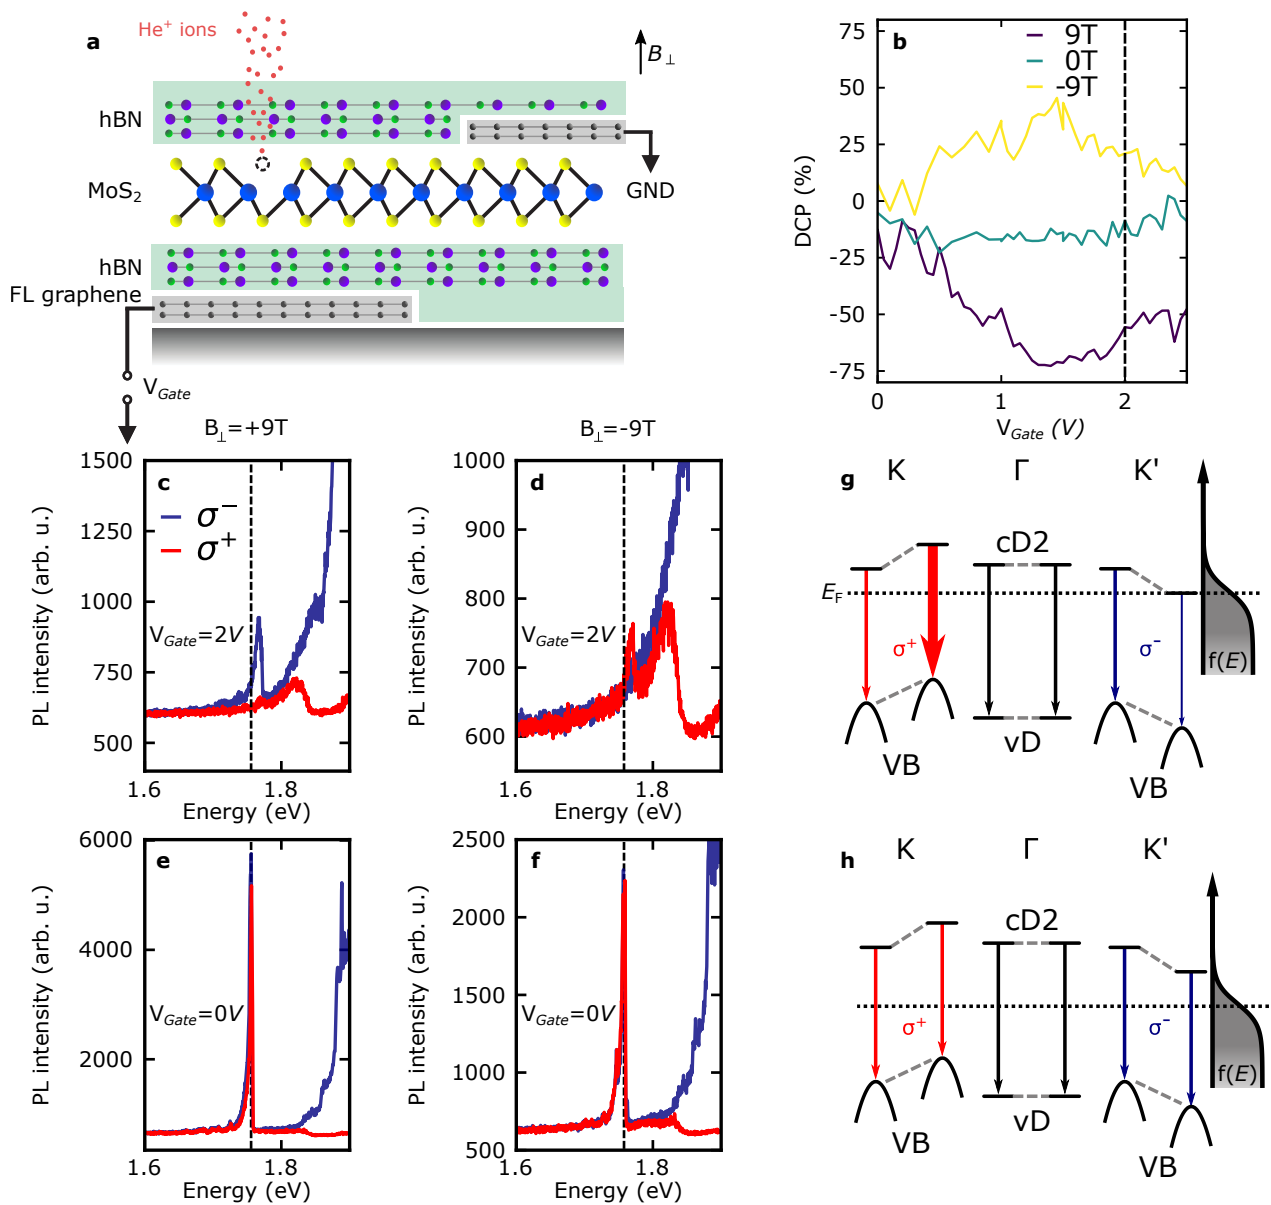 a
He⁺ ions
B⊥
hBN
MoS₂
GND
hBN
FL graphene
V_Gate
b
9T
0T
-9T
DCP (%)
75
50
25
0
-25
-50
-75
0
1
2
V_Gate (V)
B⊥=+9T
B⊥=-9T
c
σ⁻
σ⁺
V_Gate=2V
PL intensity (arb. u.)
1500
1250
1000
750
500
1.6
1.8
Energy (eV)
d
V_Gate=2V
PL intensity (arb. u.)
1000
900
800
700
600
1.6
1.8
Energy (eV)
e
V_Gate=0V
PL intensity (arb. u.)
6000
4000
2000
1.6
1.8
Energy (eV)
f
V_Gate=0V
PL intensity (arb. u.)
2500
2000
1500
1000
500
1.6
1.8
Energy (eV)
g
K
Γ
K'
cD2
E_F
σ⁺
σ⁻
f(E)
vD
VB
VB
h
K
Γ
K'
cD2
σ⁺
σ⁻
f(E)
vD
VB
VB